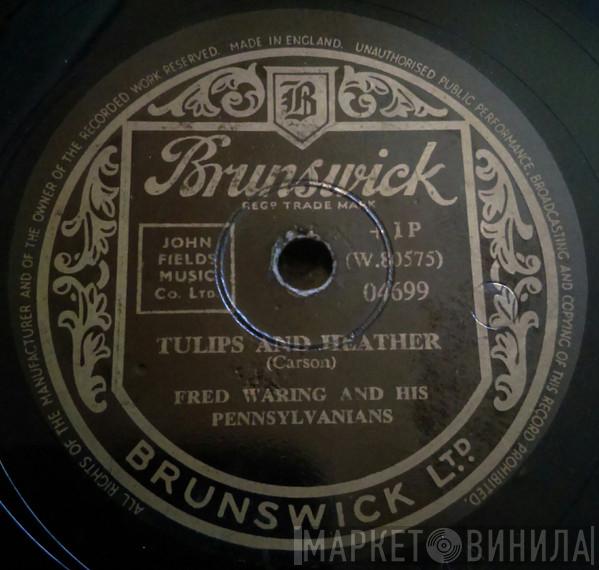 ALL RIGHTS OF THE MANUFACTURER AND OF THE OWNER OF THE RECORDED WORK RESERVED. MADE IN ENGLAND. UNAUTHORISED PUBLIC PERFORMANCE, BROADCASTING AND COPYING OF THIS RECORD PROHIBITED.
B
Brunswick
REGD TRADE MARK
JOHN
FIELDS
MUSIC
Co. Ltd.
+ 1P
(W.80575)
04699
TULIPS AND HEATHER
(Carson)
FRED WARING AND HIS
PENNSYLVANIANS
BRUNSWICK LTD.
МАРКЕТ ВИНИЛА